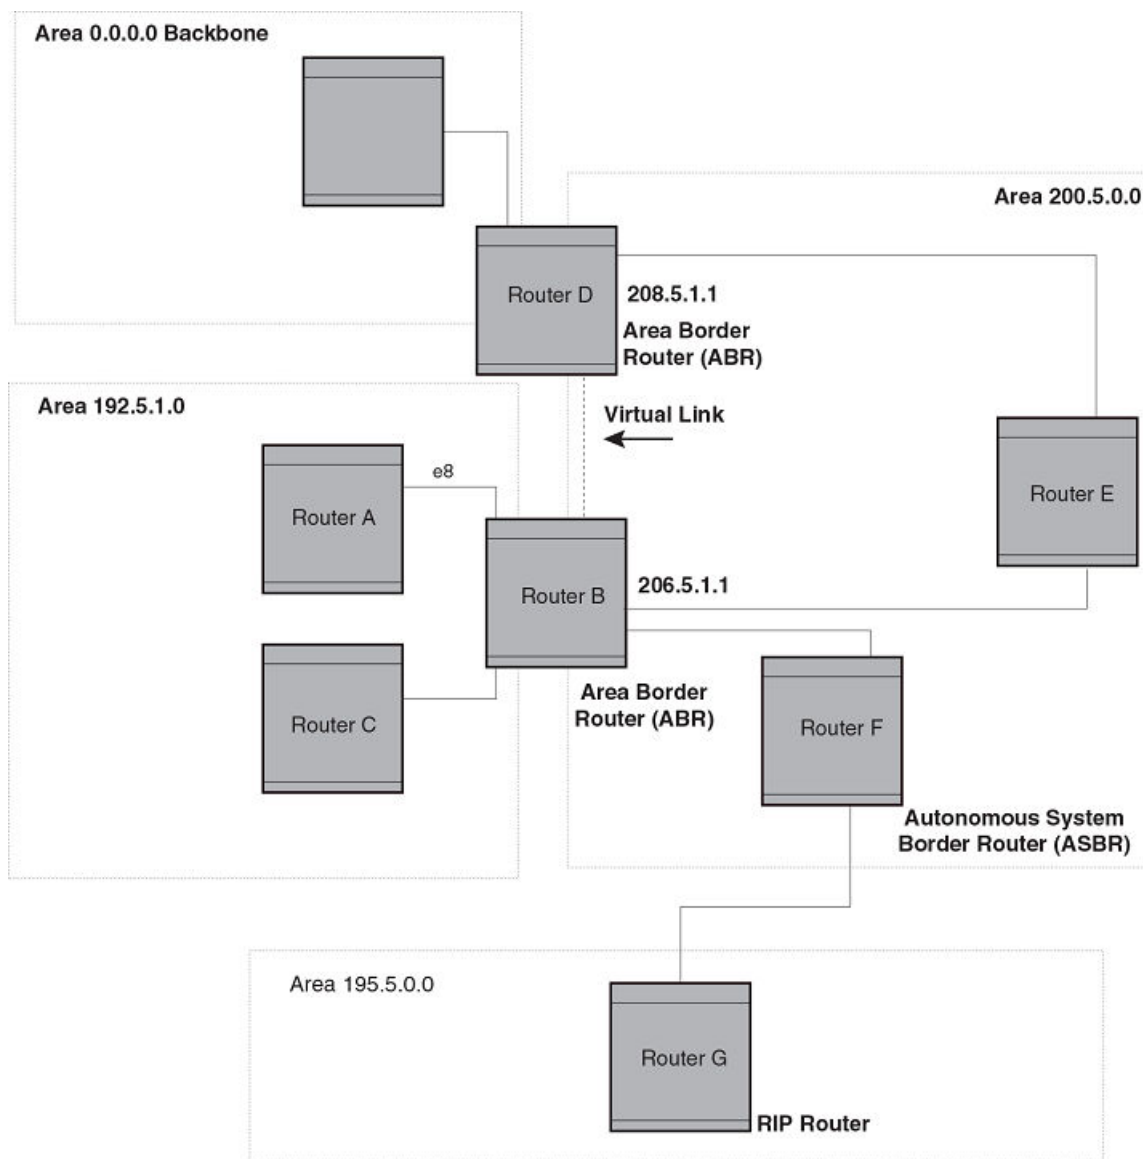 Area 0.0.0.0 Backbone
Area 200.5.0.0
Router D
208.5.1.1
Area Border
Router (ABR)
Area 192.5.1.0
Virtual Link
e8
Router A
Router E
Router B
206.5.1.1
Area Border
Router (ABR)
Router C
Router F
Autonomous System
Border Router (ASBR)
Area 195.5.0.0
Router G
RIP Router